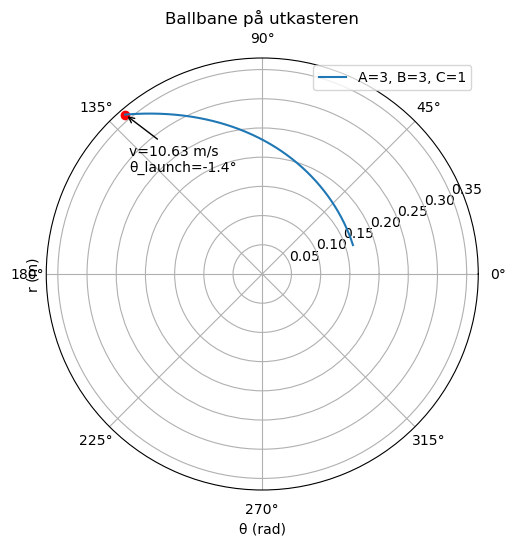 Ballbane på utkasteren
90°
A=3, B=3, C=1
135°
45°
v=10.63 m/s
θ_launch=-1.4°
0.35
0.30
0.25
0.20
0.15
0.10
0.05
180°
r (m)
0°
225°
315°
270°
θ (rad)